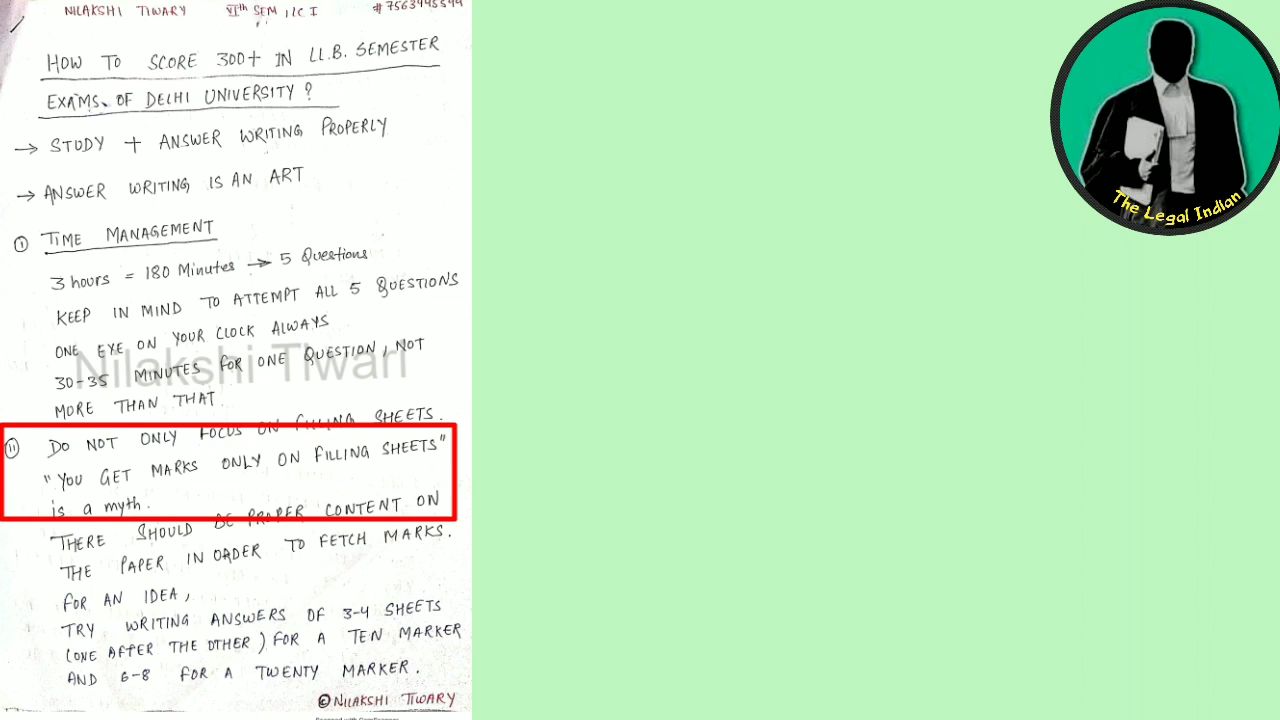 NILAKSHI TIWARY VIth SEM, LC I #7563995594
HOW TO SCORE 300+ IN LL.B. SEMESTER
EXAMS. OF DELHI UNIVERSITY?
→ STUDY + ANSWER WRITING PROPERLY
→ ANSWER WRITING IS AN ART
(I) TIME MANAGEMENT
3 hours = 180 Minutes → 5 Questions
KEEP IN MIND TO ATTEMPT ALL 5 QUESTIONS
ONE EYE ON YOUR CLOCK ALWAYS
Nilakshi Tiwari
30-35 MINUTES FOR ONE QUESTION, NOT
MORE THAN THAT.
(II) DO NOT ONLY FOCUS ON FILLING SHEETS.
"YOU GET MARKS ONLY ON FILLING SHEETS"
is a myth.
THERE SHOULD BE PROPER CONTENT ON
THE PAPER IN ORDER TO FETCH MARKS.
FOR AN IDEA,
TRY WRITING ANSWERS OF 3-4 SHEETS
(ONE AFTER THE OTHER) FOR A TEN MARKER
AND 6-8 FOR A TWENTY MARKER.
©NILAKSHI TIWARY
The Legal Indian